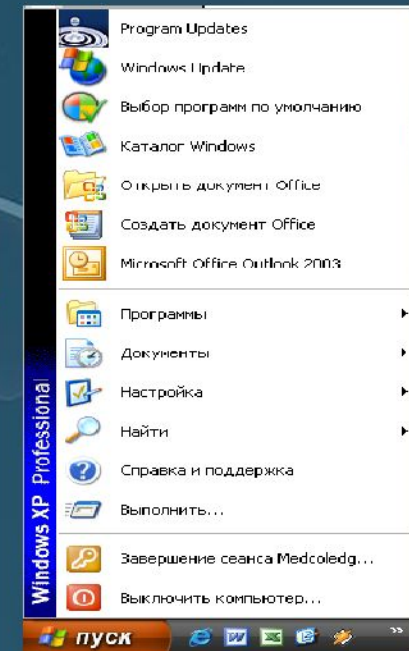 Program Updates
Windows Update
Выбор программ по умолчанию
Каталог Windows
Открыть документ Office
Создать документ Office
Microsoft Office Outlook 2003
Программы
Документы
Настройка
Найти
Справка и поддержка
Выполнить...
Завершение сеанса Medcoledg...
Выключить компьютер...
Windows XP Professional
пуск